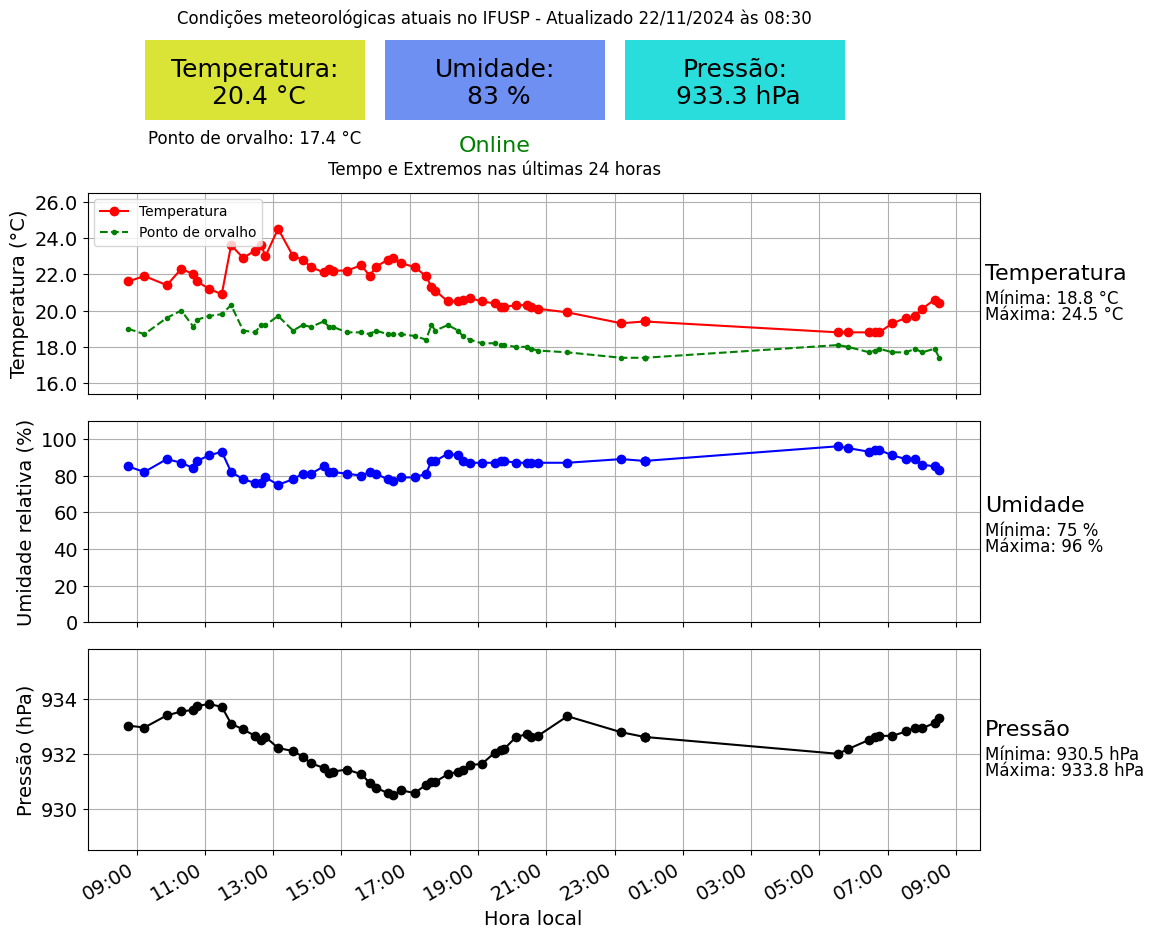 Condições meteorológicas atuais no IFUSP - Atualizado 22/11/2024 às 08:30
Temperatura:
20.4 °C
Umidade:
83 %
Pressão:
933.3 hPa
Ponto de orvalho: 17.4 °C
Online
Tempo e Extremos nas últimas 24 horas
Temperatura (°C)
26.0
24.0
22.0
20.0
18.0
16.0
Temperatura
Ponto de orvalho
Temperatura
Mínima: 18.8 °C
Máxima: 24.5 °C
Umidade relativa (%)
100
80
60
40
20
0
Umidade
Mínima: 75 %
Máxima: 96 %
Pressão (hPa)
934
932
930
Pressão
Mínima: 930.5 hPa
Máxima: 933.8 hPa
09:00
11:00
13:00
15:00
17:00
19:00
21:00
23:00
01:00
03:00
05:00
07:00
09:00
Hora local